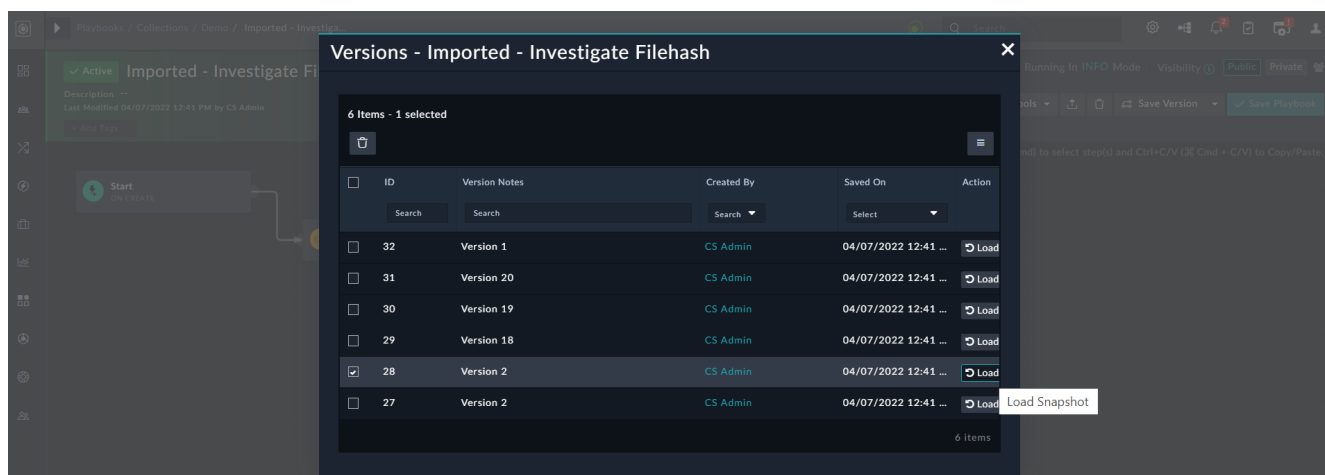 Playbooks / Collections / Demo / Imported - Investiga...
Search
2
Versions - Imported - Investigate Filehash
Active
Imported - Investigate Fi
Running In INFO Mode
Visibility
Public
Private
Description --
Last Modified 04/07/2022 12:41 PM by CS Admin
+ Add Tags
ools
Save Version
Save Playbook
nd) to select step(s) and Ctrl+C/V (⌘ Cmd + C/V) to Copy/Paste
Start
ON CREATE
6 Items - 1 selected
ID Version Notes Created By Saved On Action
Search Search Search Select
32 Version 1 CS Admin 04/07/2022 12:41 ... Load
31 Version 20 CS Admin 04/07/2022 12:41 ... Load
30 Version 19 CS Admin 04/07/2022 12:41 ... Load
29 Version 18 CS Admin 04/07/2022 12:41 ... Load
28 Version 2 CS Admin 04/07/2022 12:41 ... Load
27 Version 2 CS Admin 04/07/2022 12:41 ... Load
Load Snapshot
6 items